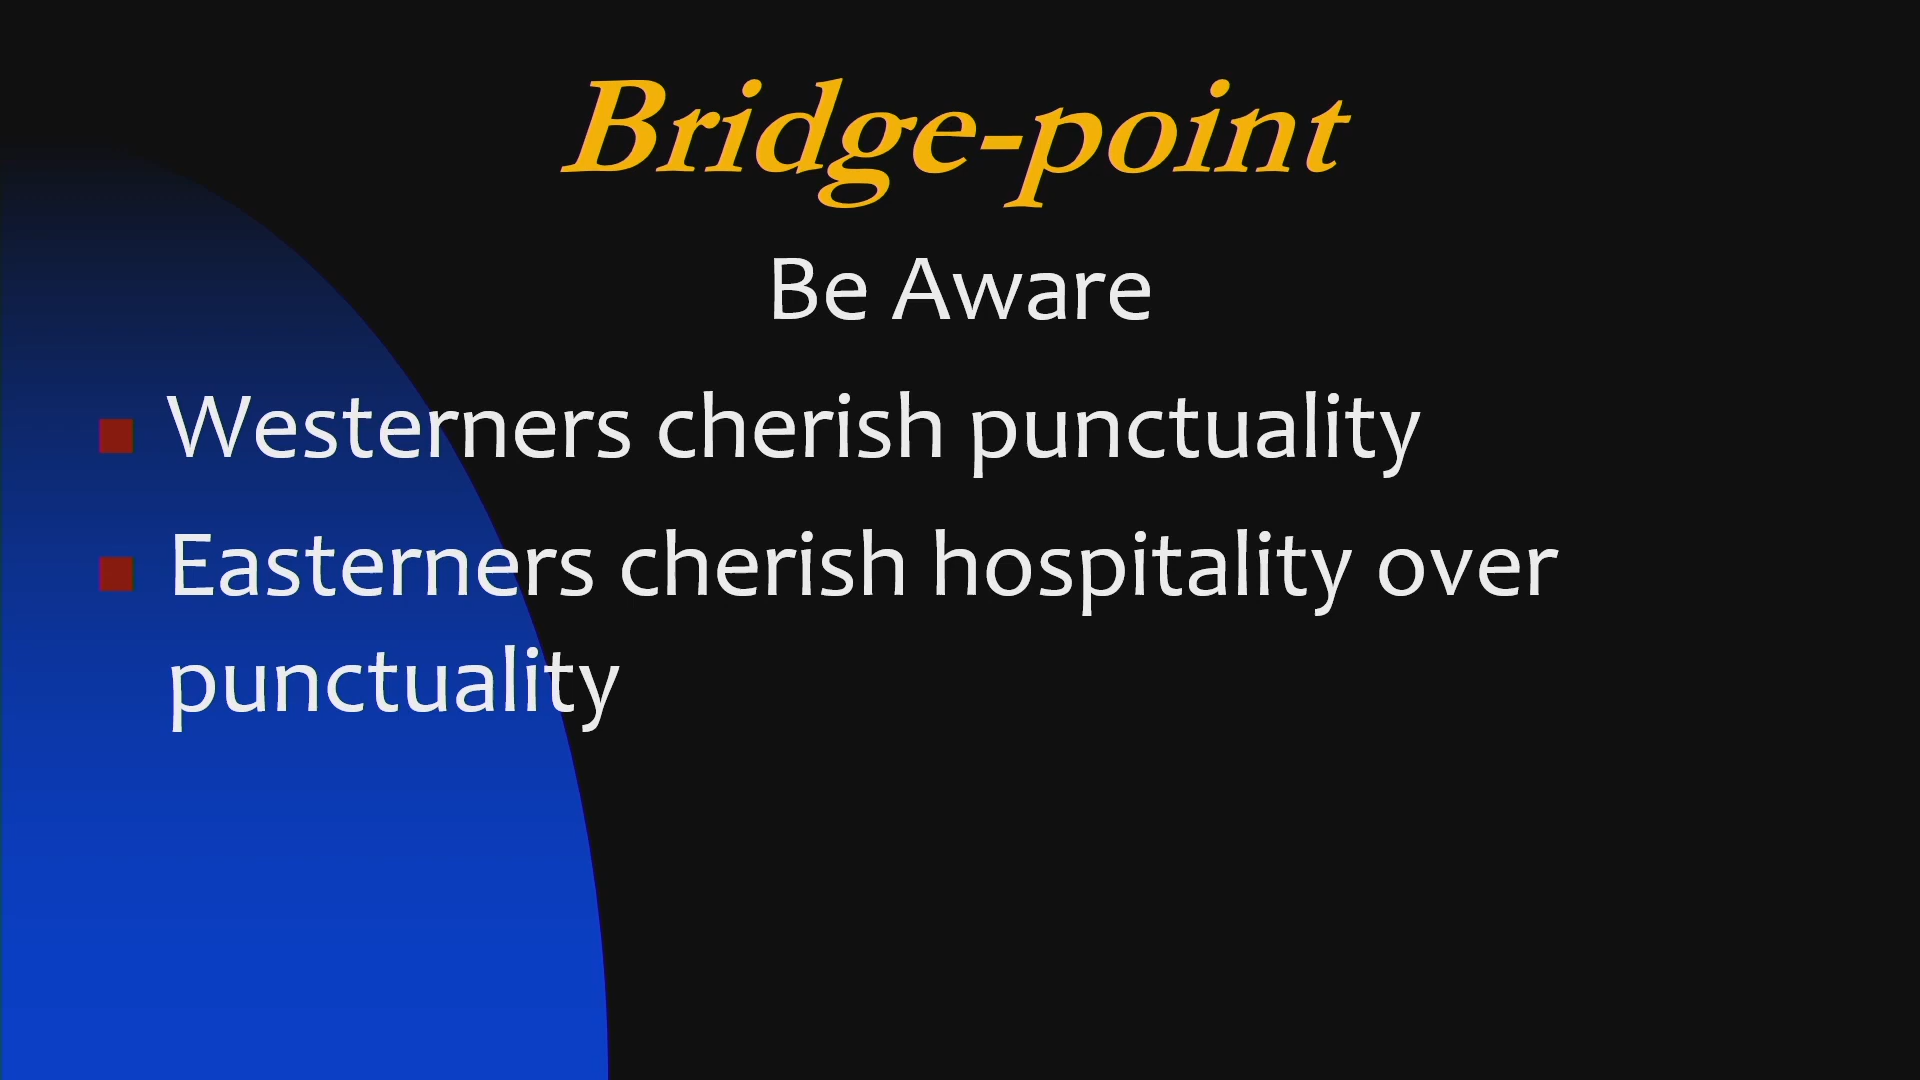 Bridge-point
Be Aware
Westerners cherish punctuality
Easterners cherish hospitality over
punctuality